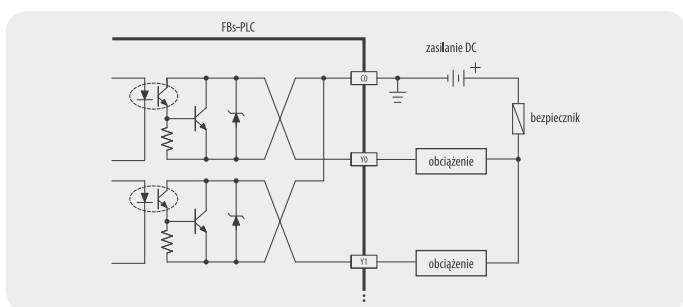 FBs-PLC
zasilanie DC
+
C0
bezpiecznik
Y0
obciążenie
Y1
obciążenie